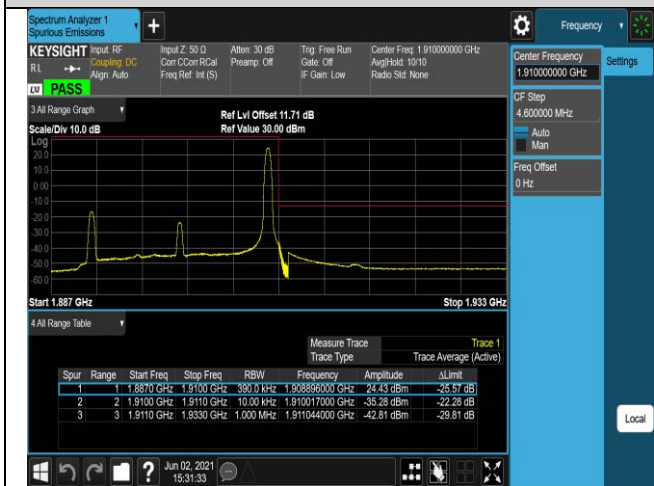 Spectrum Analyzer 1
Spurious Emissions
Frequency
KEYSIGHT Input: RF Input Z: 50 Ω Atten: 30 dB Trig: Free Run Center Freq: 1.910000000 GHz
RL Coupling: DC Corr CCorr RCal Preamp: Off Gate: Off Avg|Hold: 10/10
Align: Auto Freq Ref: Int (S) IF Gain: Low Radio Std: None
LXI PASS
Center Frequency
1.910000000 GHz
Settings
CF Step
4.600000 MHz
Auto
Man
Freq Offset
0 Hz
3 All Range Graph
Ref Lvl Offset 11.71 dB
Scale/Div 10.0 dB Ref Value 30.00 dBm
Log
20.0
10.0
0.00
-10.0
-20.0
-30.0
-40.0
-50.0
-60.0
Start 1.887 GHz Stop 1.933 GHz
4 All Range Table
Measure Trace Trace 1
Trace Type Trace Average (Active)
Spur Range Start Freq Stop Freq RBW Frequency Amplitude ΔLimit
1 1 1.8870 GHz 1.9100 GHz 390.0 kHz 1.908896000 GHz 24.43 dBm -25.57 dB
2 2 1.9100 GHz 1.9110 GHz 10.00 kHz 1.910017000 GHz -35.28 dBm -22.28 dB
3 3 1.9110 GHz 1.9330 GHz 1.000 MHz 1.911044000 GHz -42.81 dBm -29.81 dB
Local
Jun 02, 2021
15:31:33